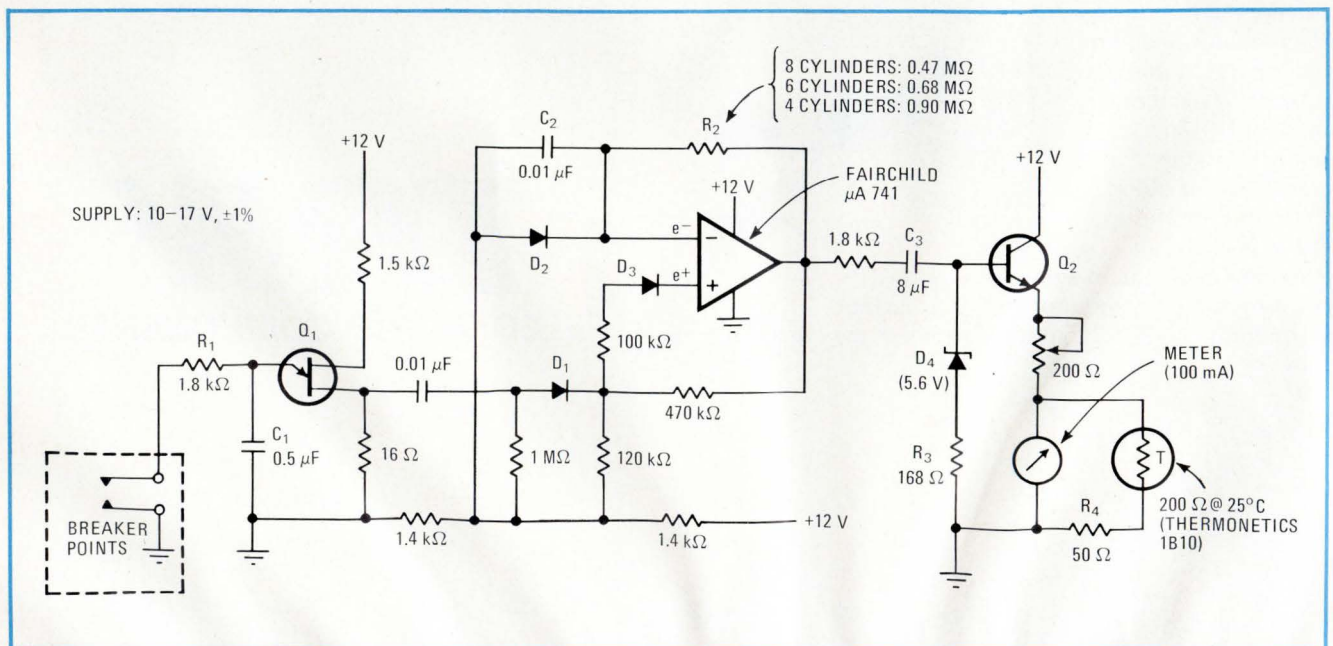 8 CYLINDERS: 0.47 MΩ
6 CYLINDERS: 0.68 MΩ
4 CYLINDERS: 0.90 MΩ
C2
R2
0.01 μF
+12 V
+12 V
FAIRCHILD
μA 741
+12 V
SUPPLY: 10–17 V, ±1%
e−
−
1.8 kΩ
C3
1.5 kΩ
D2
D3
e+
+
8 μF
Q2
Q1
100 kΩ
R1
0.01 μF
D1
D4
(5.6 V)
200 Ω
METER
(100 mA)
1.8 kΩ
470 kΩ
C1
0.5 μF
16 Ω
1 MΩ
120 kΩ
R3
168 Ω
T
BREAKER
POINTS
1.4 kΩ
1.4 kΩ
+12 V
R4
50 Ω
200 Ω @ 25°C
(THERMONETICS
1B10)